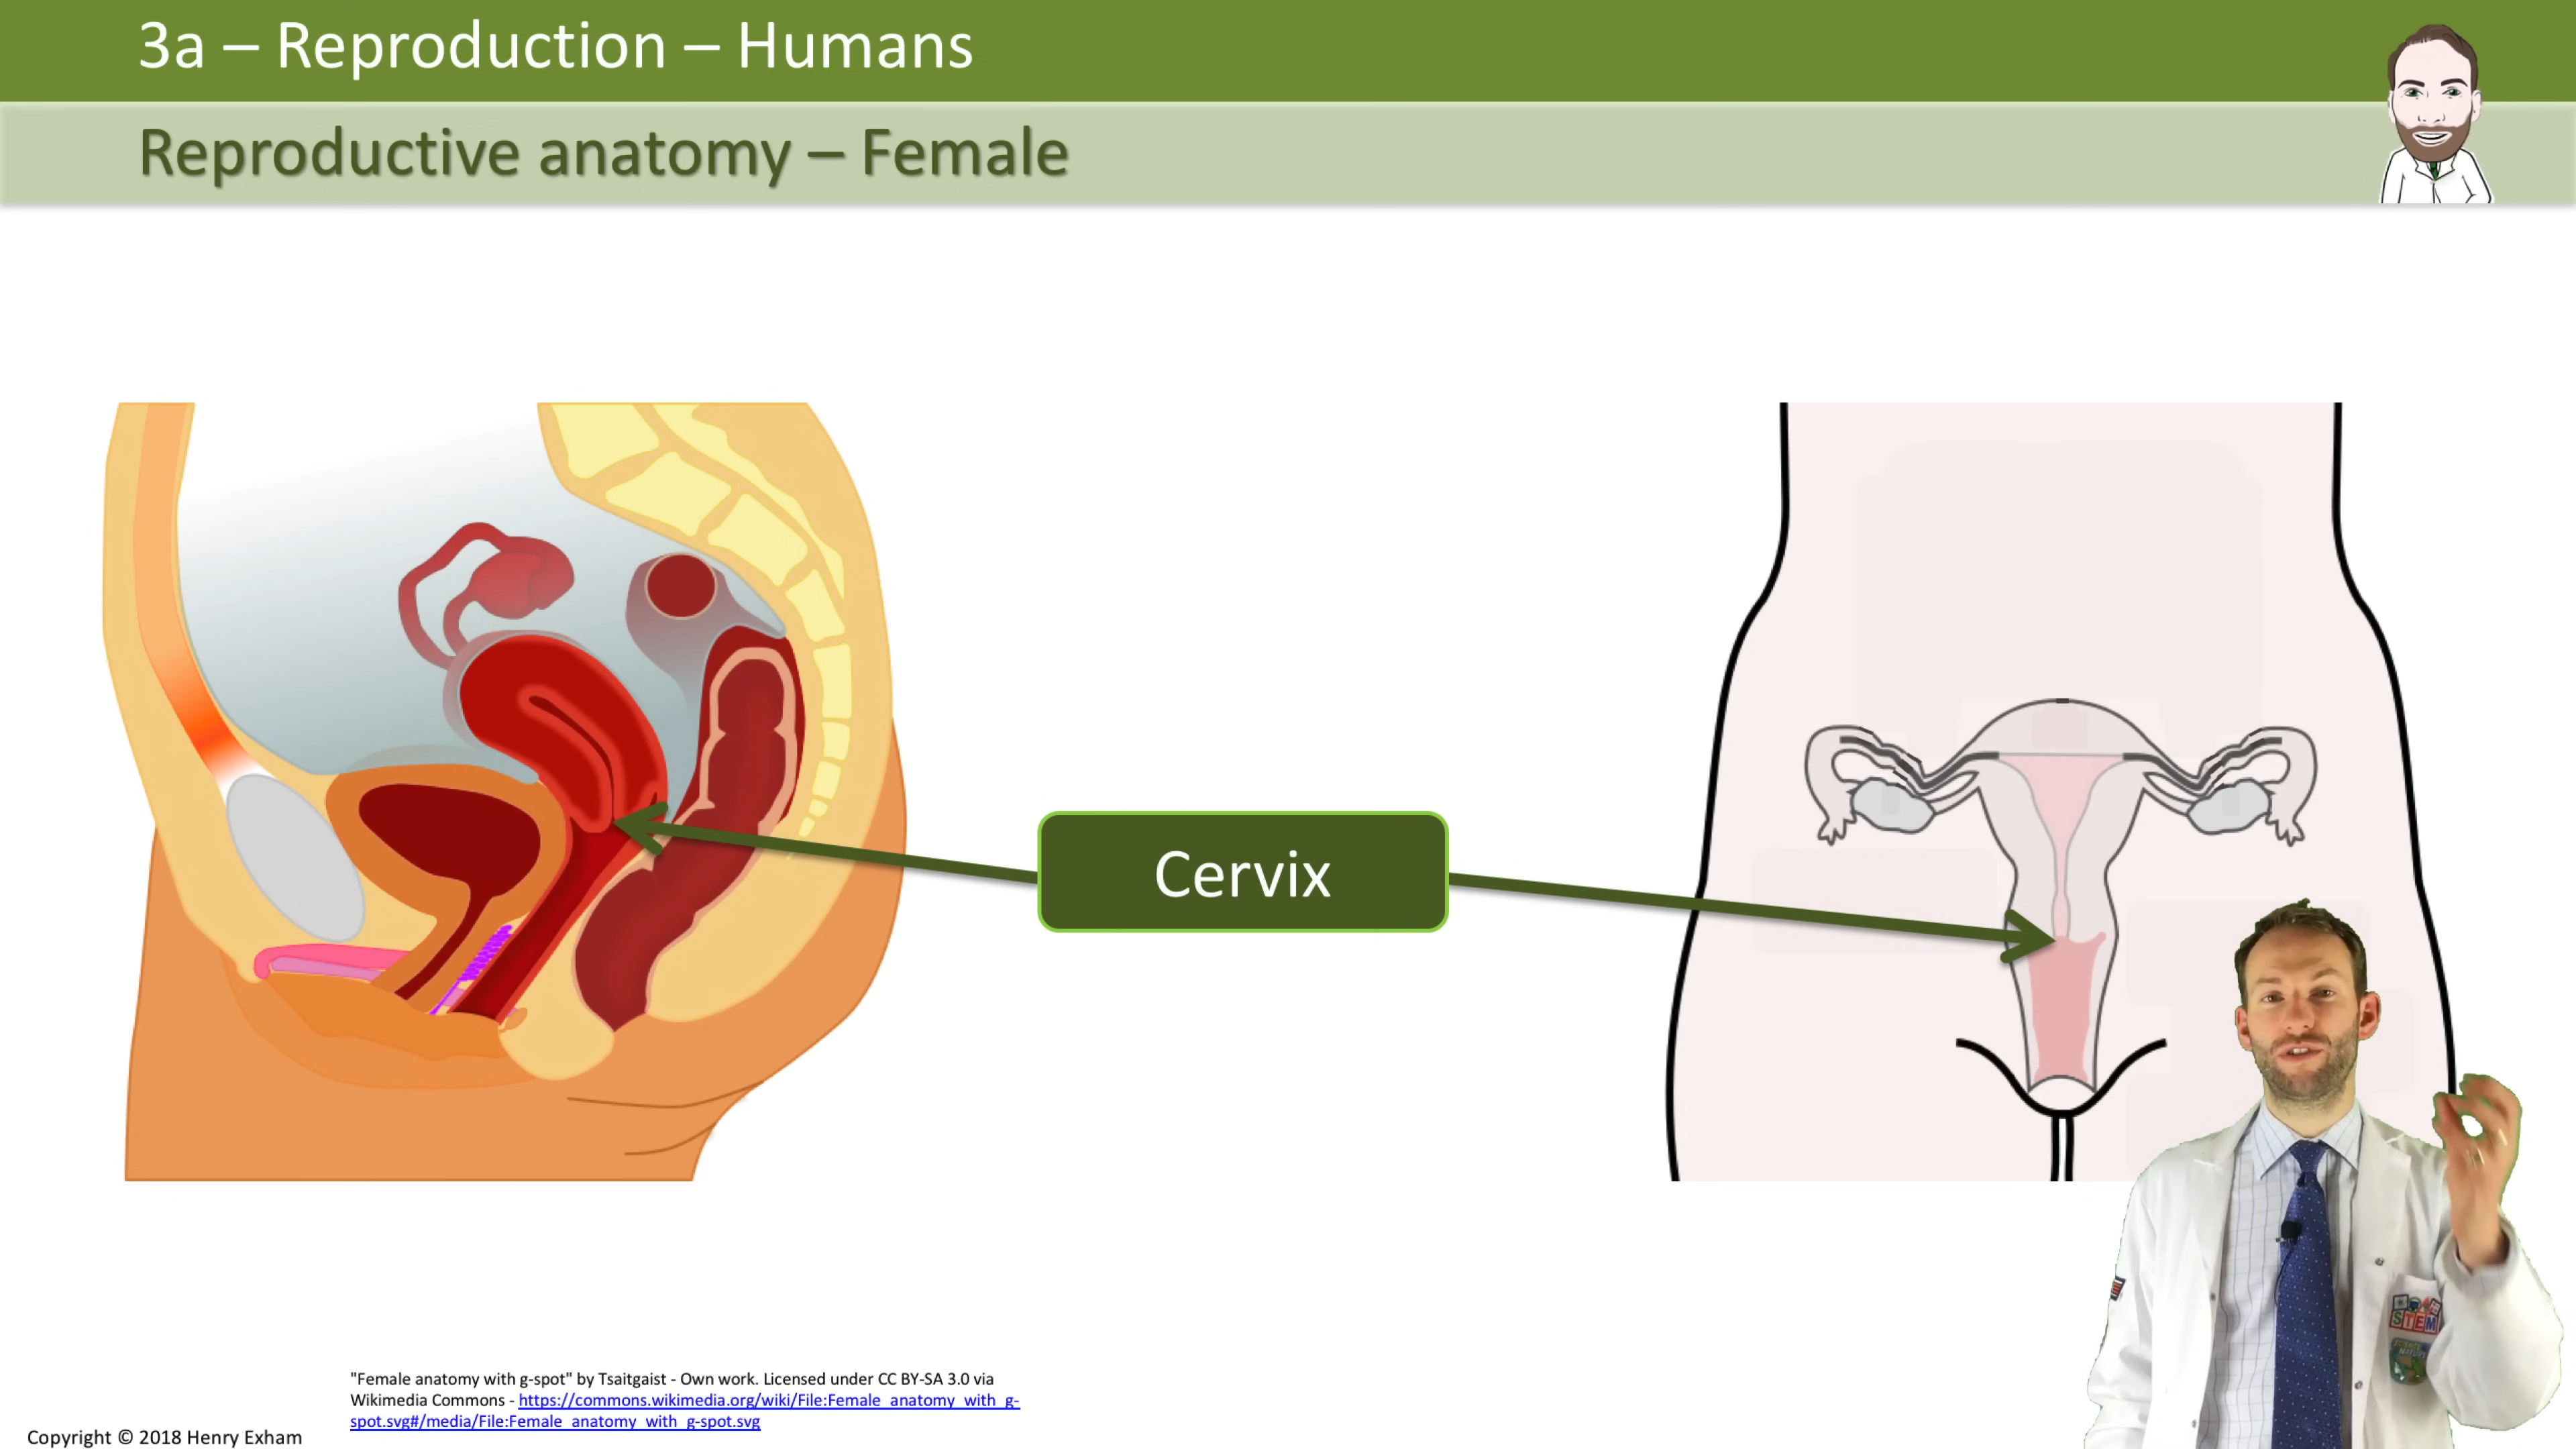 3a – Reproduction – Humans
Reproductive anatomy – Female
Cervix
STEM
"Female anatomy with g-spot" by Tsaitgaist - Own work. Licensed under CC BY-SA 3.0 via
Wikimedia Commons - https://commons.wikimedia.org/wiki/File:Female_anatomy_with_g-
spot.svg#/media/File:Female_anatomy_with_g-spot.svg
Copyright © 2018 Henry Exham